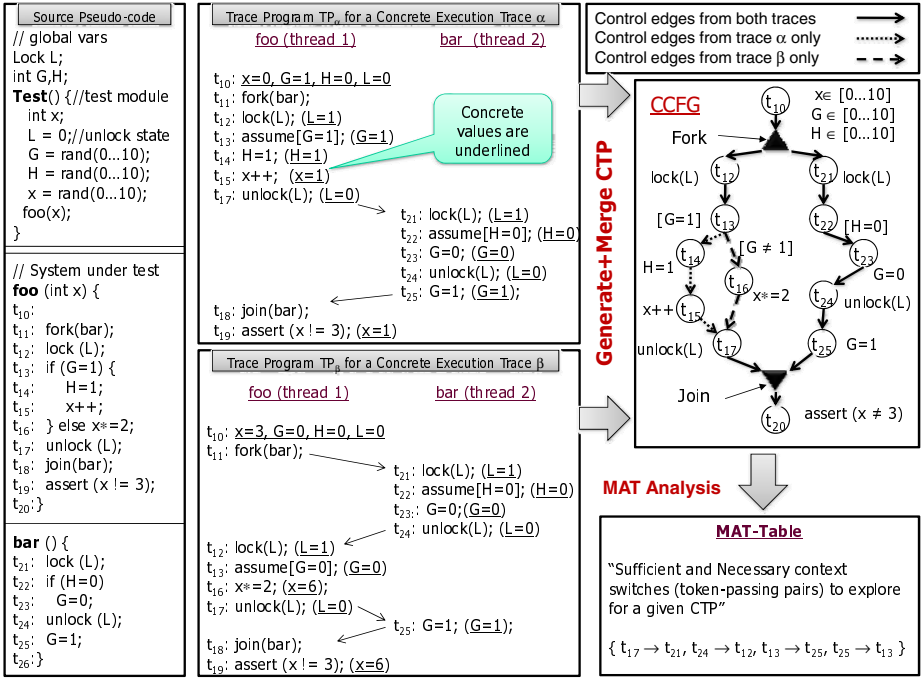 Source Pseudo-code
// global vars
Lock L;
int G,H;
Test() {//test module
int x;
L = 0;//unlock state
G = rand(0...10);
H = rand(0...10);
x = rand(0...10);
foo(x);
}
// System under test
foo (int x) {
t10:
t11: fork(bar);
t12: lock (L);
t13: if (G=1) {
t14: H=1;
t15: x++;
t16: } else x*=2;
t17: unlock (L);
t18: join(bar);
t19: assert (x != 3);
t20:}
bar () {
t21: lock (L);
t22: if (H=0)
t23: G=0;
t24: unlock (L);
t25: G=1;
t26:}
Trace Program TPα for a Concrete Execution Trace α
foo (thread 1) bar (thread 2)
t10: x=0, G=1, H=0, L=0
t11: fork(bar);
t12: lock(L); (L=1)
t13: assume[G=1]; (G=1)
t14: H=1; (H=1)
t15: x++; (x=1)
t17: unlock(L); (L=0)
Concrete
values are
underlined
t21: lock(L); (L=1)
t22: assume[H=0]; (H=0)
t23: G=0; (G=0)
t24: unlock(L); (L=0)
t25: G=1; (G=1);
t18: join(bar);
t19: assert (x != 3); (x=1)
Trace Program TPβ for a Concrete Execution Trace β
foo (thread 1) bar (thread 2)
t10: x=3, G=0, H=0, L=0
t11: fork(bar);
t21: lock(L); (L=1)
t22: assume[H=0]; (H=0)
t23: G=0;(G=0)
t24: unlock(L); (L=0)
t12: lock(L); (L=1)
t13: assume[G=0]; (G=0)
t16: x*=2; (x=6);
t17: unlock(L); (L=0)
t25: G=1; (G=1);
t18: join(bar);
t19: assert (x != 3); (x=6)
Generate+Merge CTP
Control edges from both traces
Control edges from trace α only
Control edges from trace β only
CCFG
t10
x∈ [0...10]
G ∈ [0...10]
H ∈ [0...10]
Fork
lock(L) t12 t21 lock(L)
[G=1] t13 t22 [H=0]
[G ≠ 1]
t14 t23
H=1 G=0
t16 t24
x++ t15 x*=2 unlock(L)
unlock(L) t17 t25 G=1
Join
t20 assert (x ≠ 3)
MAT Analysis
MAT-Table
“Sufficient and Necessary context
switches (token-passing pairs) to explore
for a given CTP”
{ t17 → t21, t24 → t12, t13 → t25, t25 → t13 }